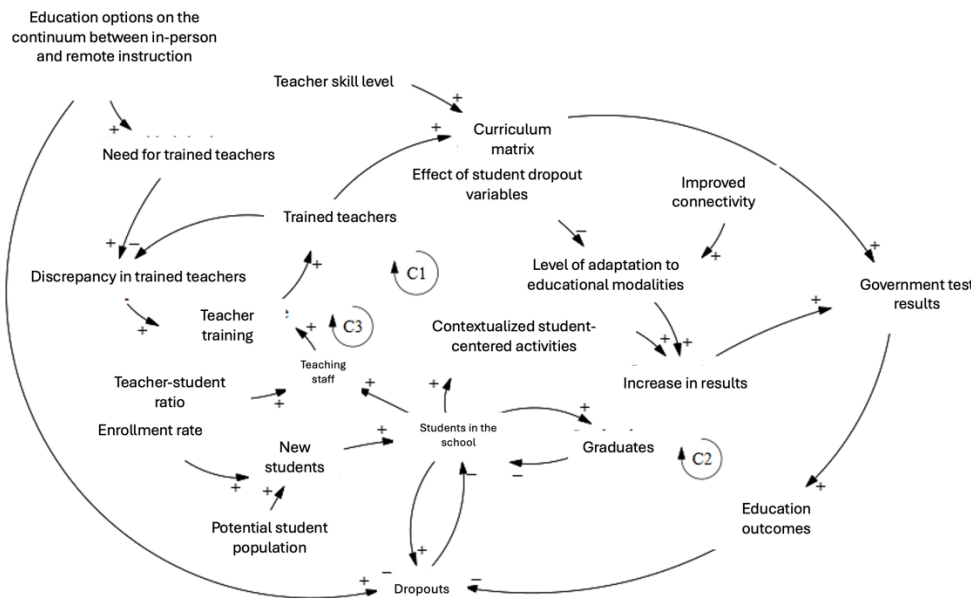 Education options on the
continuum between in-person
and remote instruction
Teacher skill level
+
+
+
Curriculum
matrix
Need for trained teachers
Effect of student dropout
variables
Improved
connectivity
Trained teachers
−
+
−
+
+
+
Discrepancy in trained teachers
C1
Level of adaptation to
educational modalities
Government test
results
+
Teacher
training
+
+
C3
Contextualized student-
centered activities
+
+
+
Teaching
staff
Teacher-student
ratio
+
+
+
Increase in results
Enrollment rate
+
+
New
students
Students in the
school
Graduates
C2
+
+
−
−
+
Potential student
population
Education
outcomes
+
+
−
−
Dropouts